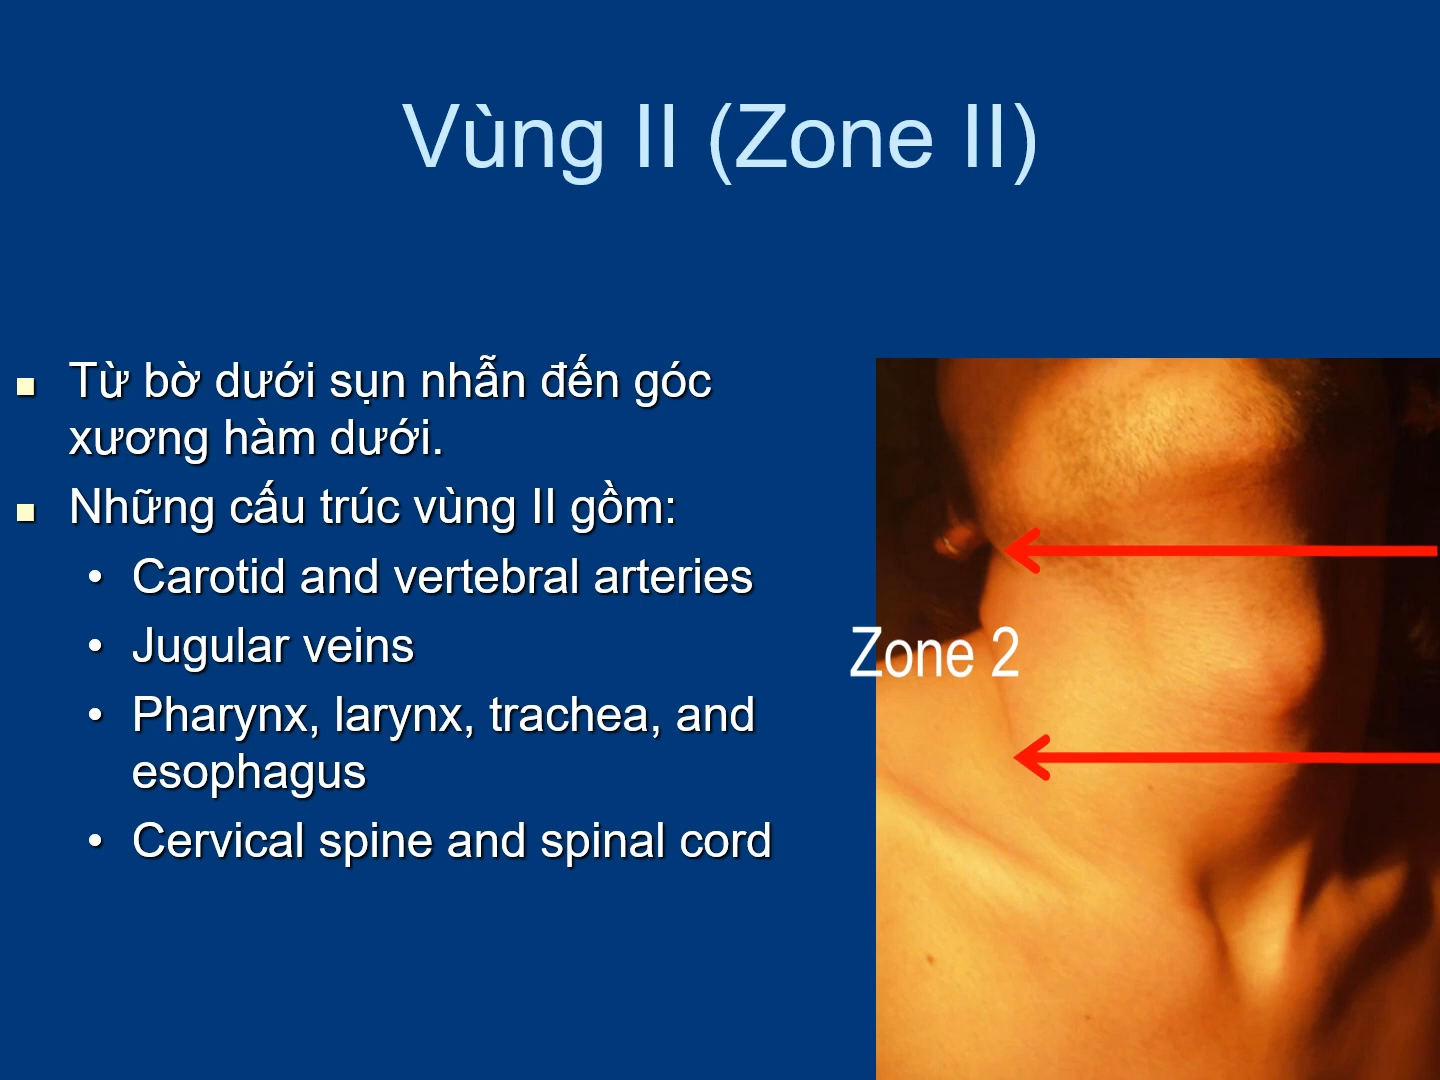 Vùng II (Zone II)
Từ bờ dưới sụn nhẫn đến góc
xương hàm dưới.
Những cấu trúc vùng II gồm:
Carotid and vertebral arteries
Jugular veins
Pharynx, larynx, trachea, and
esophagus
Cervical spine and spinal cord
Zone 2